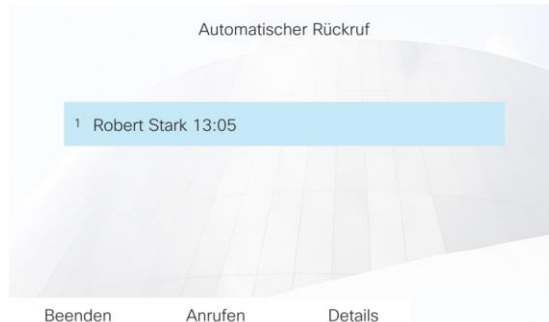 Automatischer Rückruf
1 Robert Stark 13:05
Beenden Anrufen Details